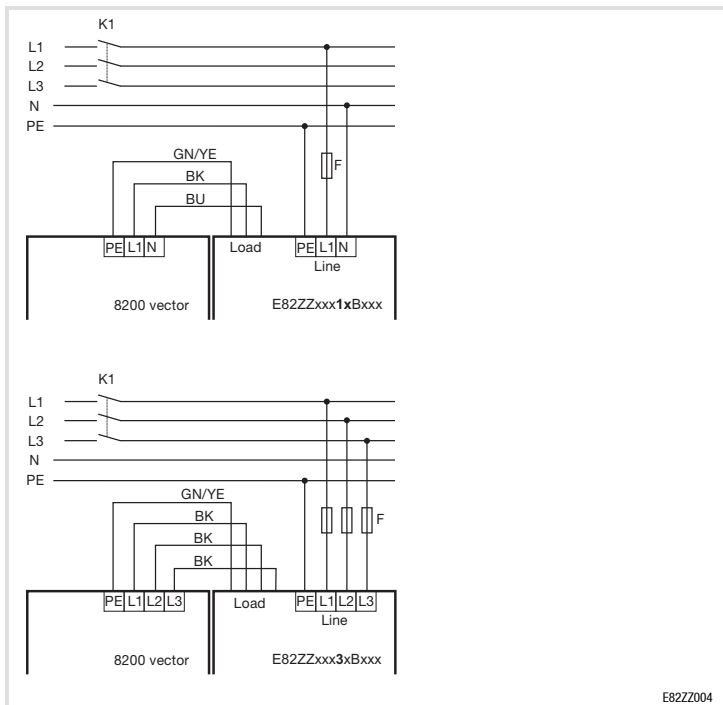 K1
L1
L2
L3
N
PE
GN/YE
F
BK
BU
PE L1 N
Load
PE L1 N
Line
8200 vector
E82ZZxxx1xBxxx
K1
L1
L2
L3
N
PE
GN/YE
BK
F
BK
BK
PE L1 L2 L3
Load
PE L1 L2 L3
Line
8200 vector
E82ZZxxx3xBxxx
E82ZZ004